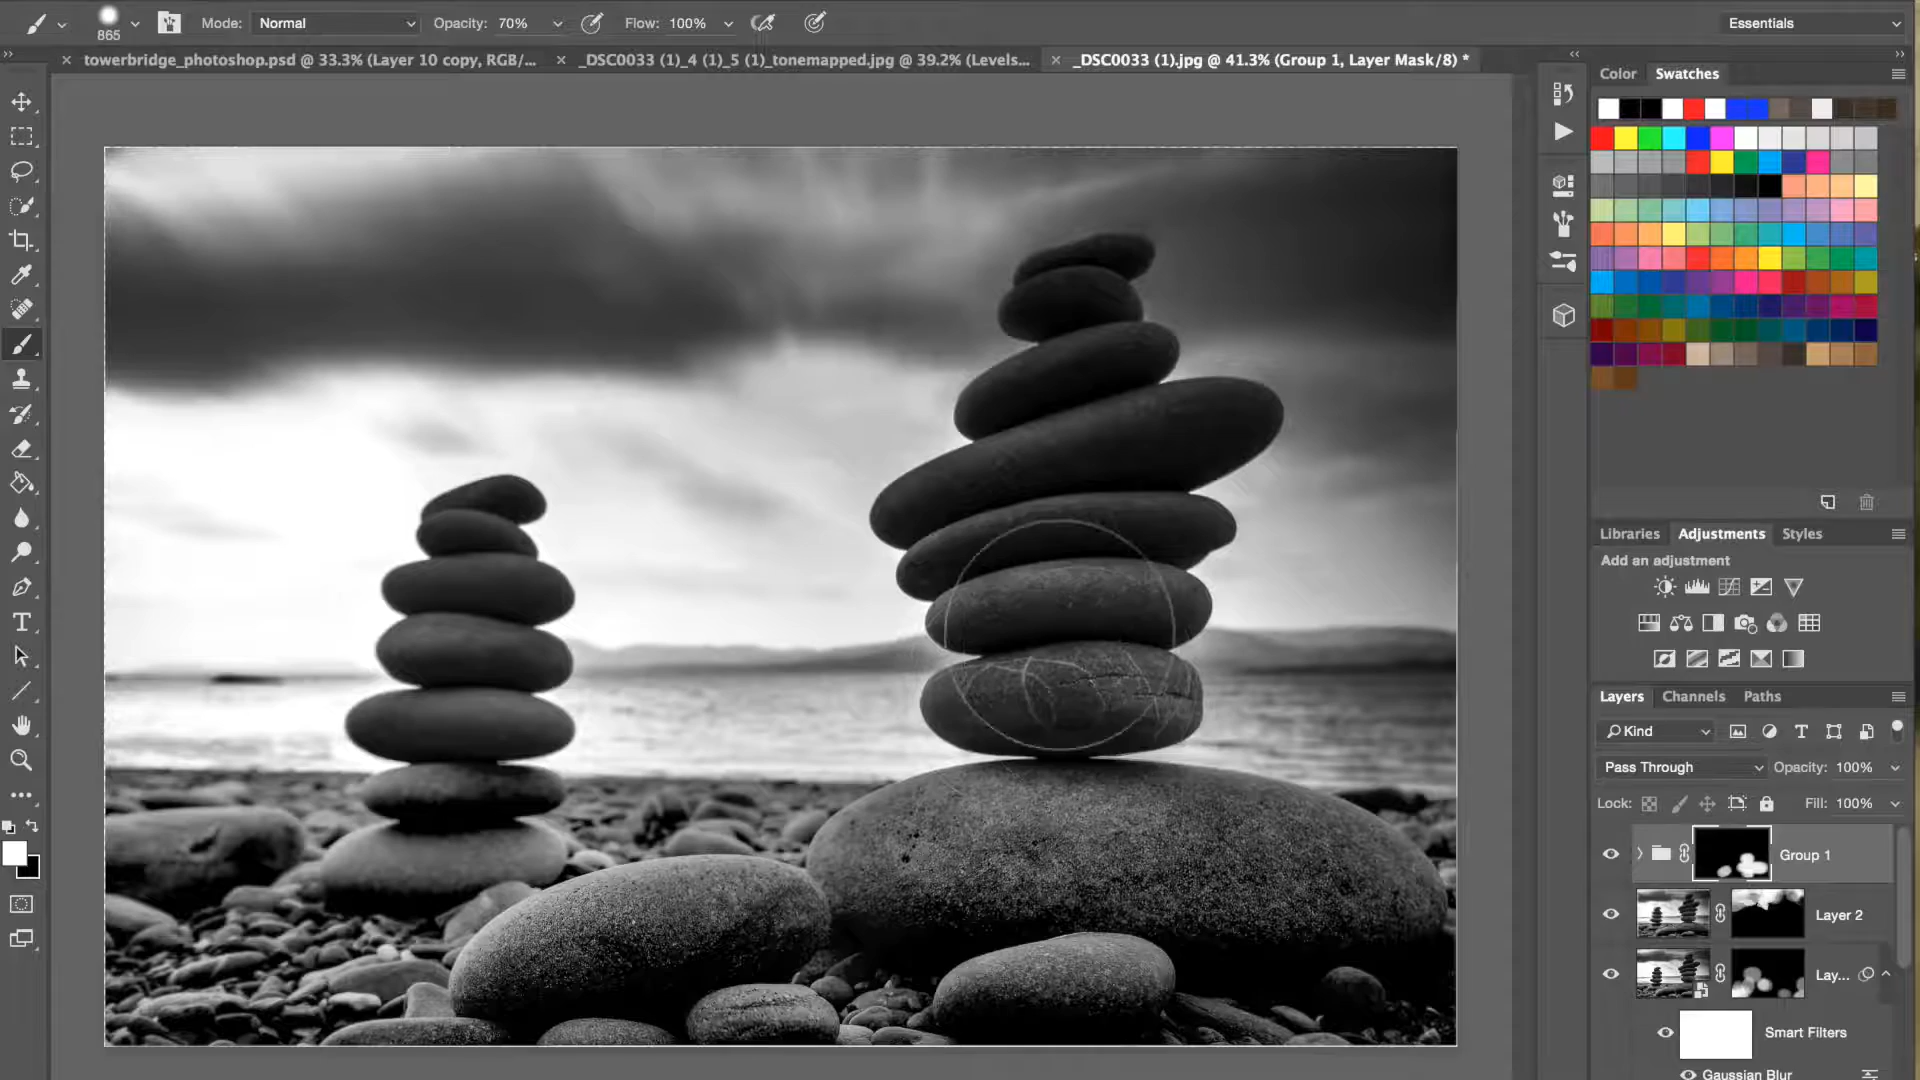 865
Mode: Normal
Opacity: 70%
Flow: 100%
Essentials
towerbridge_photoshop.psd @ 33.3% (Layer 10 copy, RGB/...
_DSC0033 (1)_4 (1)_5 (1)_tonemapped.jpg @ 39.2% (Levels...
_DSC0033 (1).jpg @ 41.3% (Group 1, Layer Mask/8) *
Color
Swatches
Libraries
Adjustments
Styles
Add an adjustment
Layers
Channels
Paths
Kind
Pass Through
Opacity: 100%
Lock:
Fill: 100%
Group 1
Layer 2
Lay...
Smart Filters
Gaussian Blur